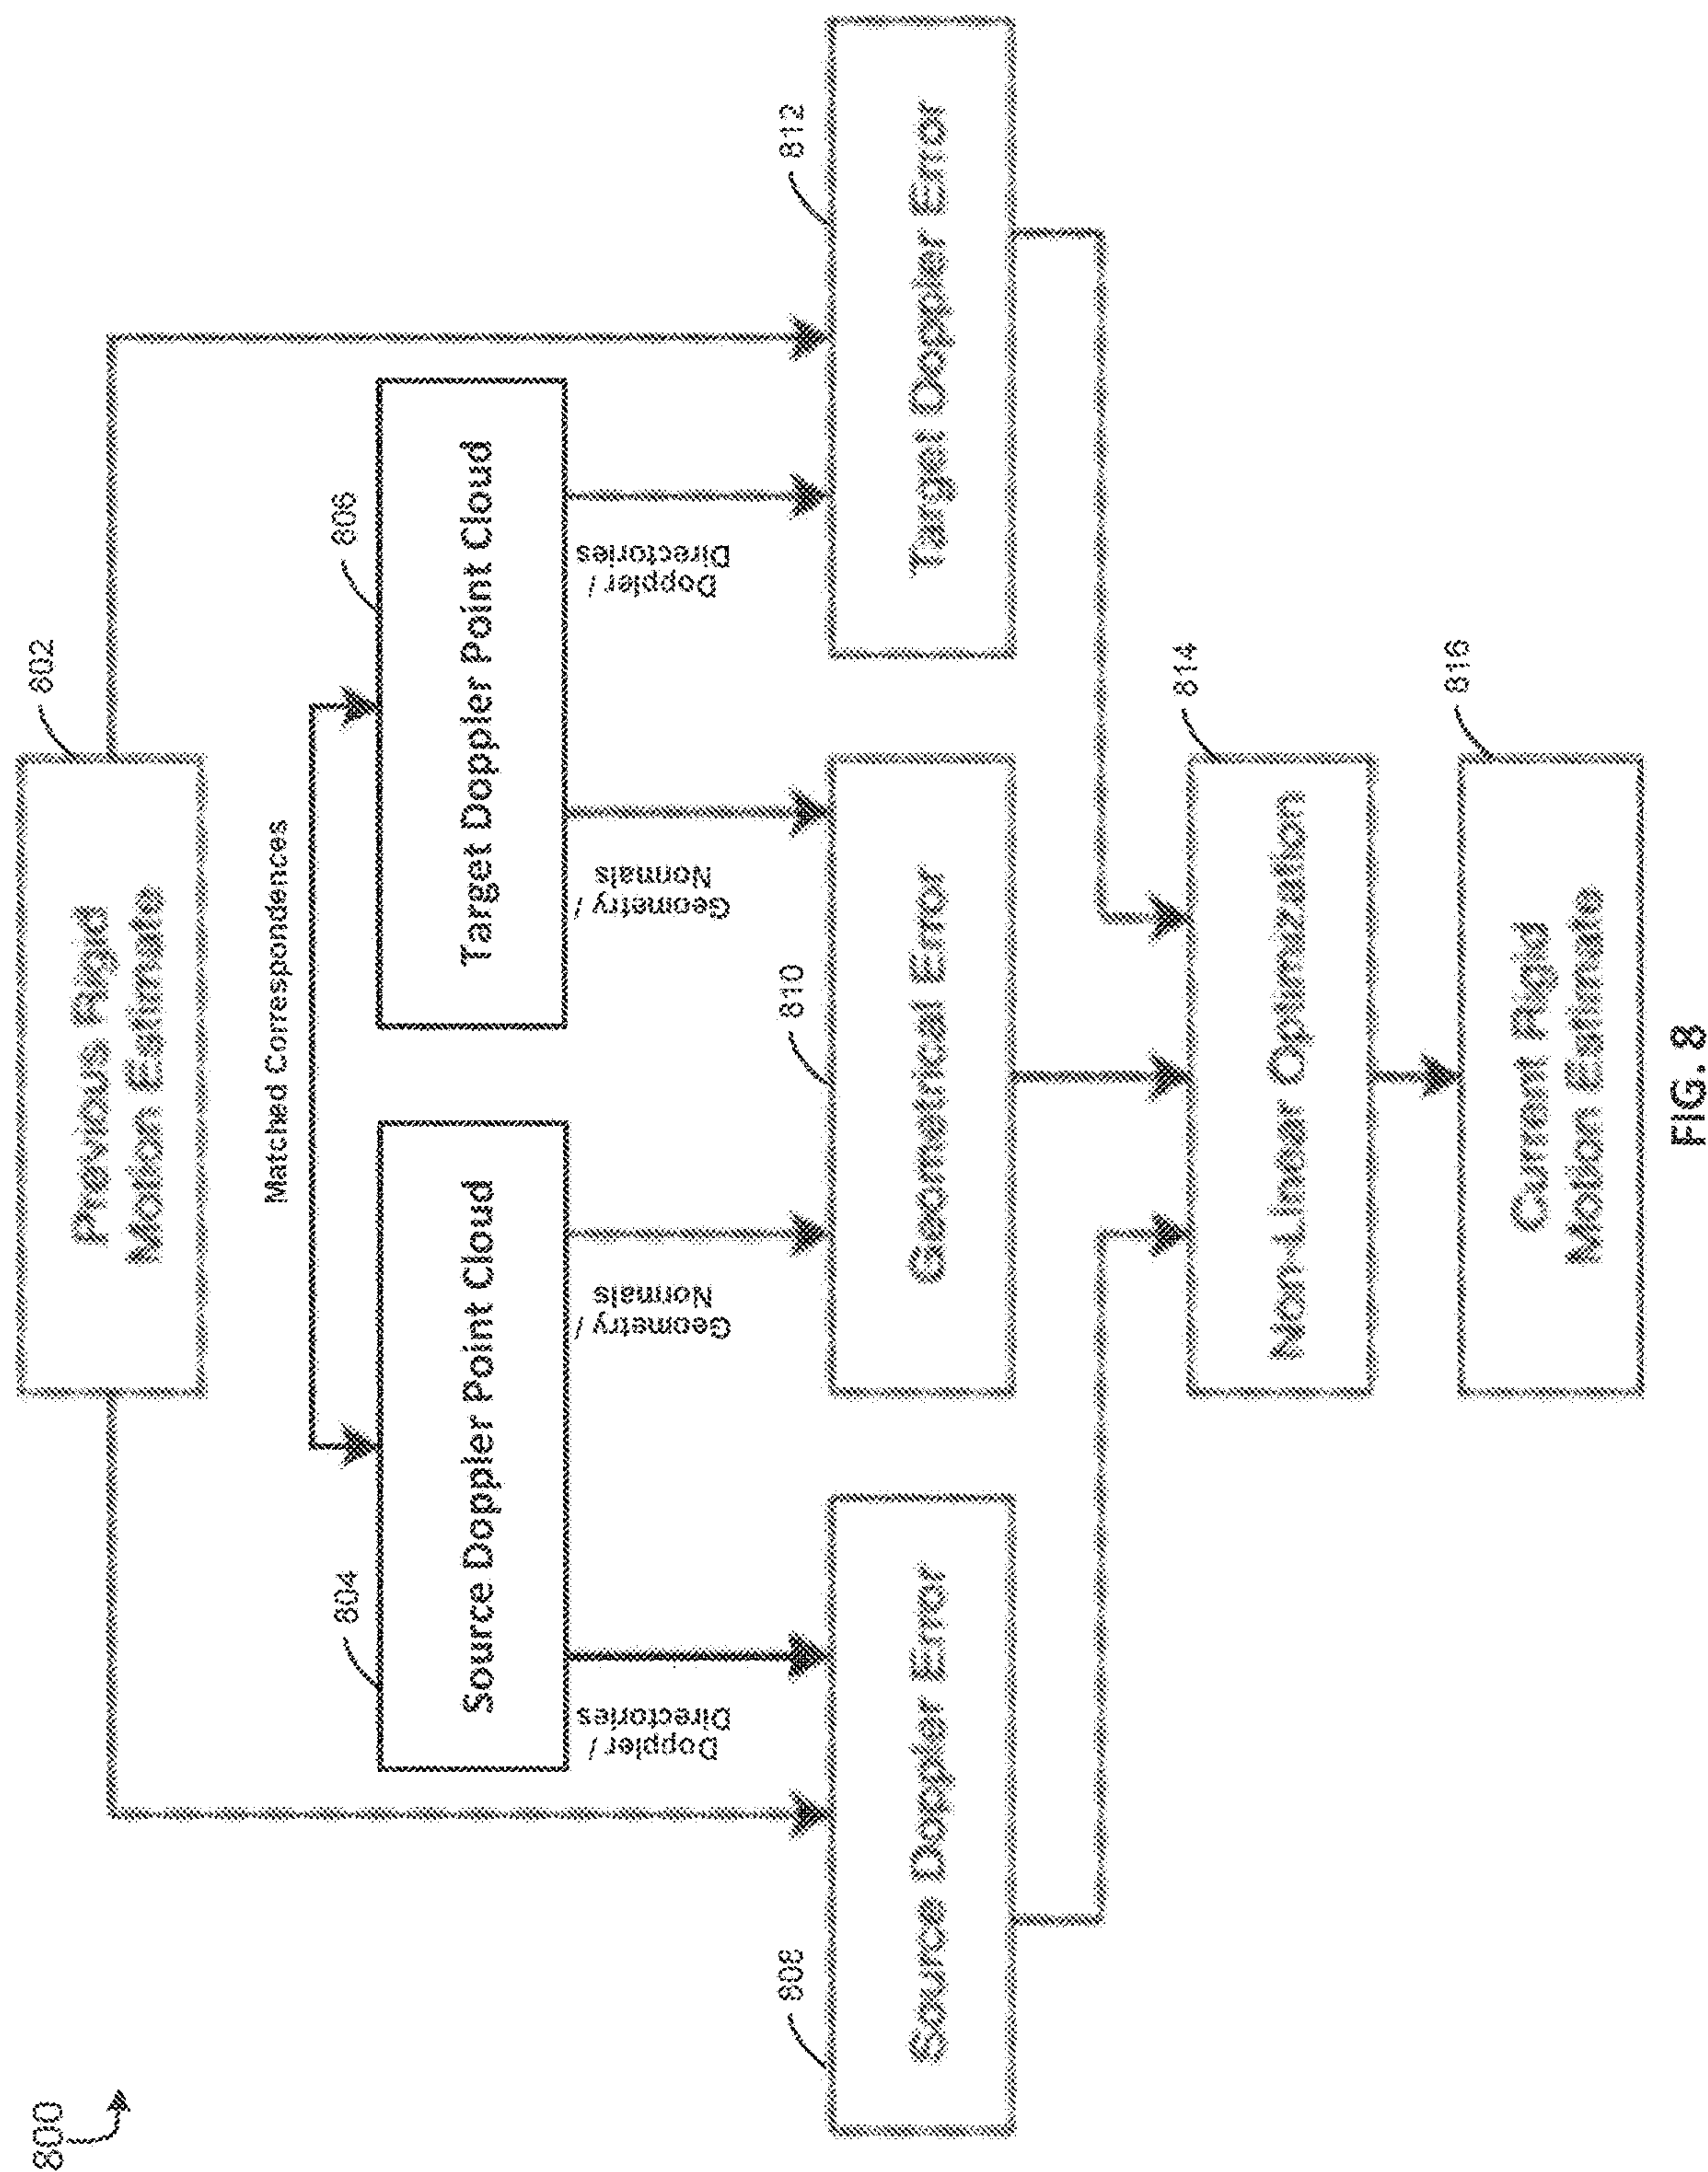 800
802
Previous Rigid
Motion Estimate
Matched Correspondences
804
Source Doppler Point Cloud
806
Target Doppler Point Cloud
Doppler /
Directories
Geometry /
Normals
Geometry /
Normals
Doppler /
Directories
808
Source Doppler Error
810
Geometrical Error
812
Target Doppler Error
814
Non-Linear Optimization
816
Current Rigid
Motion Estimate
FIG. 8